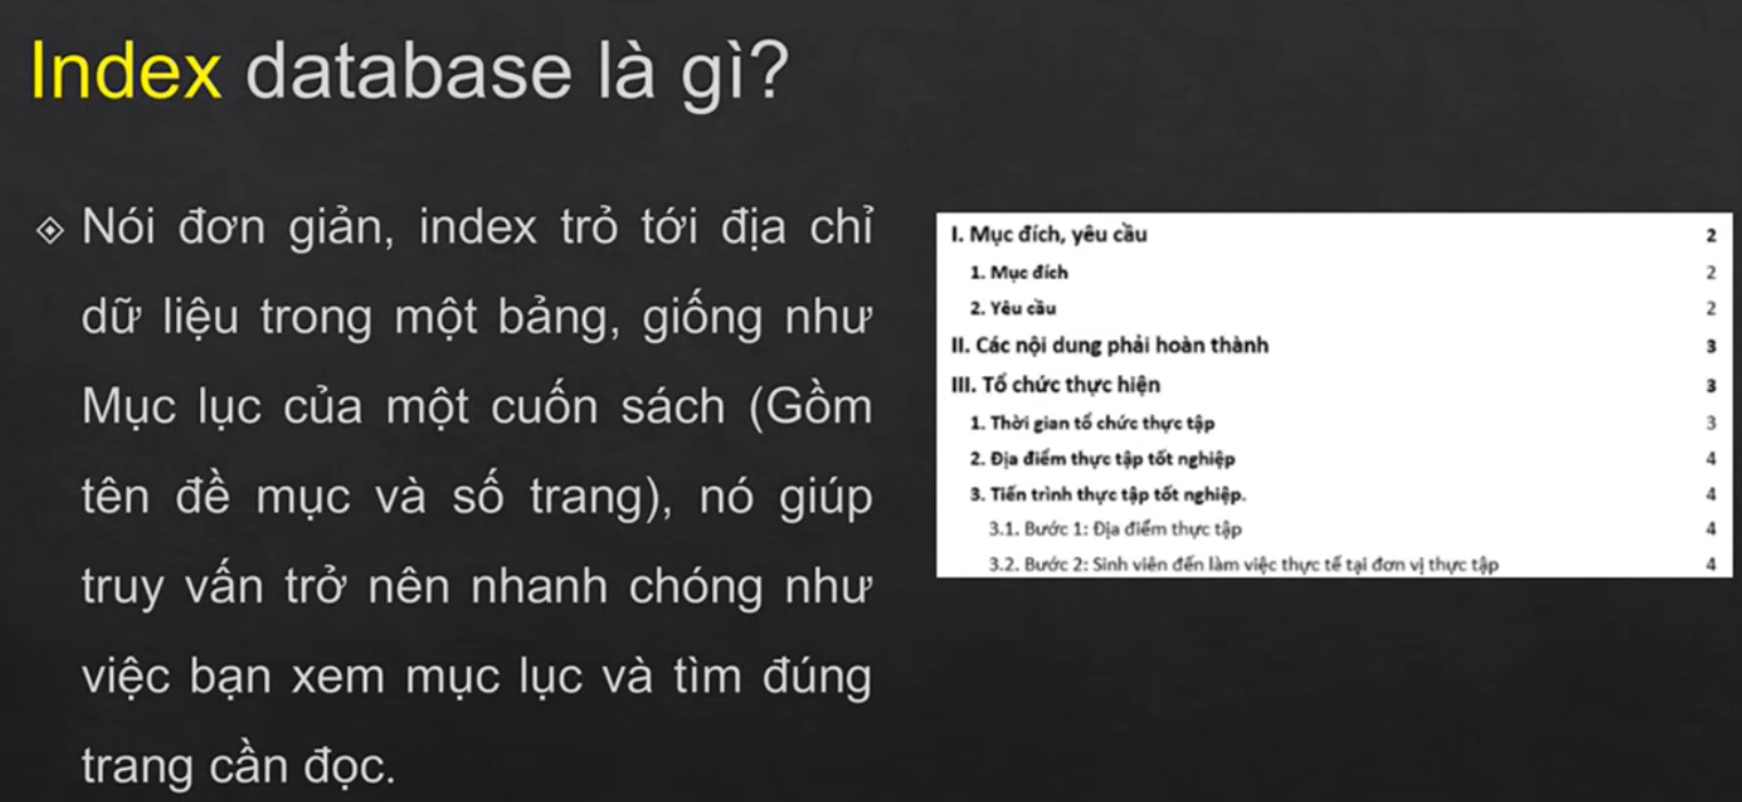 Index database là gì?
Nói đơn giản, index trỏ tới địa chỉ
dữ liệu trong một bảng, giống như
Mục lục của một cuốn sách (Gồm
tên đề mục và số trang), nó giúp
truy vấn trở nên nhanh chóng như
việc bạn xem mục lục và tìm đúng
trang cần đọc.
I. Mục đích, yêu cầu 2
1. Mục đích 2
2. Yêu cầu 2
II. Các nội dung phải hoàn thành 3
III. Tổ chức thực hiện 3
1. Thời gian tổ chức thực tập 3
2. Địa điểm thực tập tốt nghiệp 4
3. Tiến trình thực tập tốt nghiệp. 4
3.1. Bước 1: Địa điểm thực tập 4
3.2. Bước 2: Sinh viên đến làm việc thực tế tại đơn vị thực tập 4